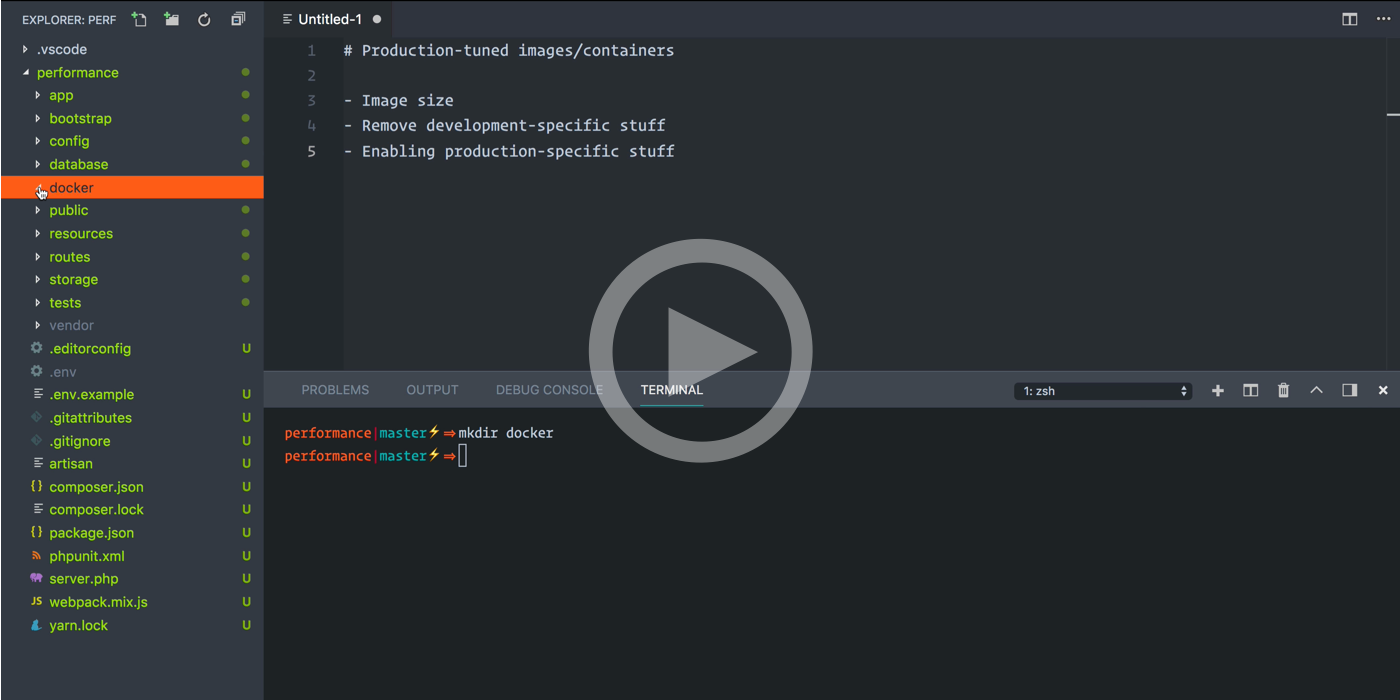 EXPLORER: PERF
.vscode
performance
app
bootstrap
config
database
docker
public
resources
routes
storage
tests
vendor
.editorconfig U
.env
.env.example U
.gitattributes U
.gitignore U
artisan U
{} composer.json U
composer.lock U
{} package.json U
phpunit.xml U
server.php U
JS webpack.mix.js U
yarn.lock U
Untitled-1
1 # Production-tuned images/containers
2
3 - Image size
4 - Remove development-specific stuff
5 - Enabling production-specific stuff
PROBLEMS OUTPUT DEBUG CONSOLE TERMINAL 1: zsh
performance|master⚡⇒mkdir docker
performance|master⚡⇒